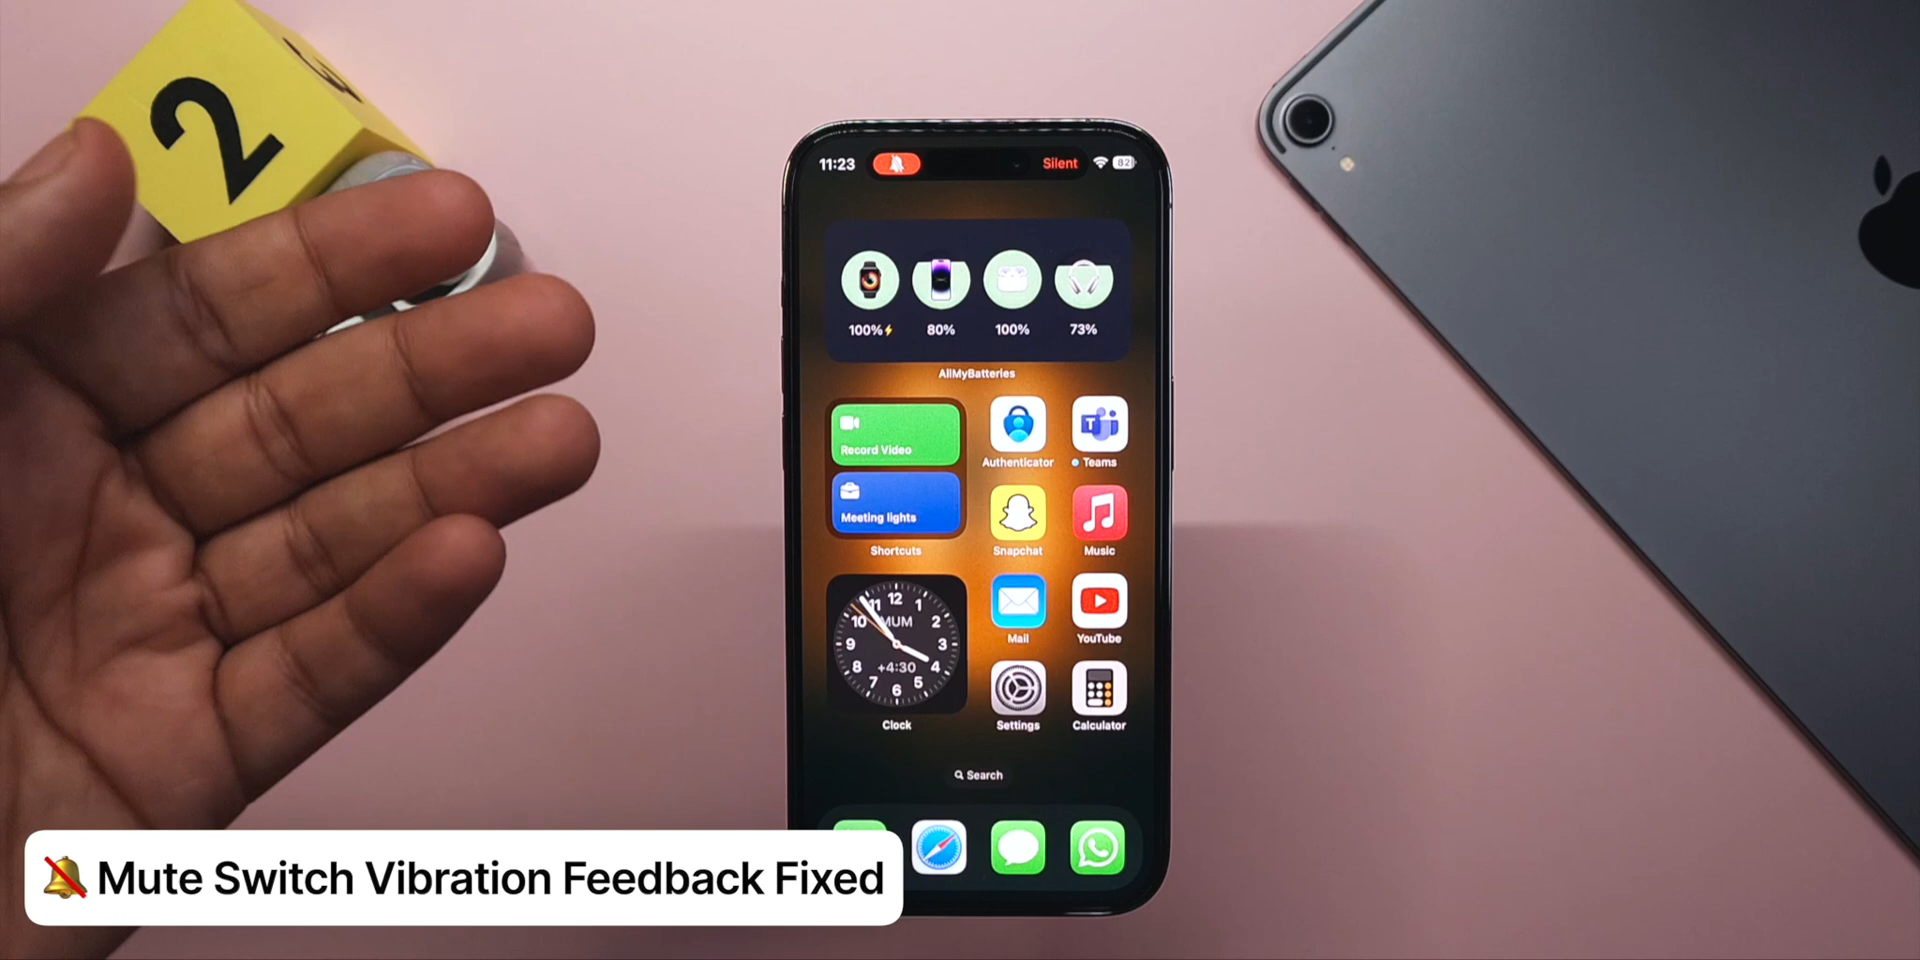 2
3
11:23
Silent
82
100%
80%
100%
73%
AllMyBatteries
Record Video
Meeting lights
Shortcuts
Authenticator
Teams
Snapchat
Music
MUM
+4:30
12
1
2
3
4
5
6
7
8
9
10
11
Clock
Mail
YouTube
Settings
Calculator
Search
Mute Switch Vibration Feedback Fixed